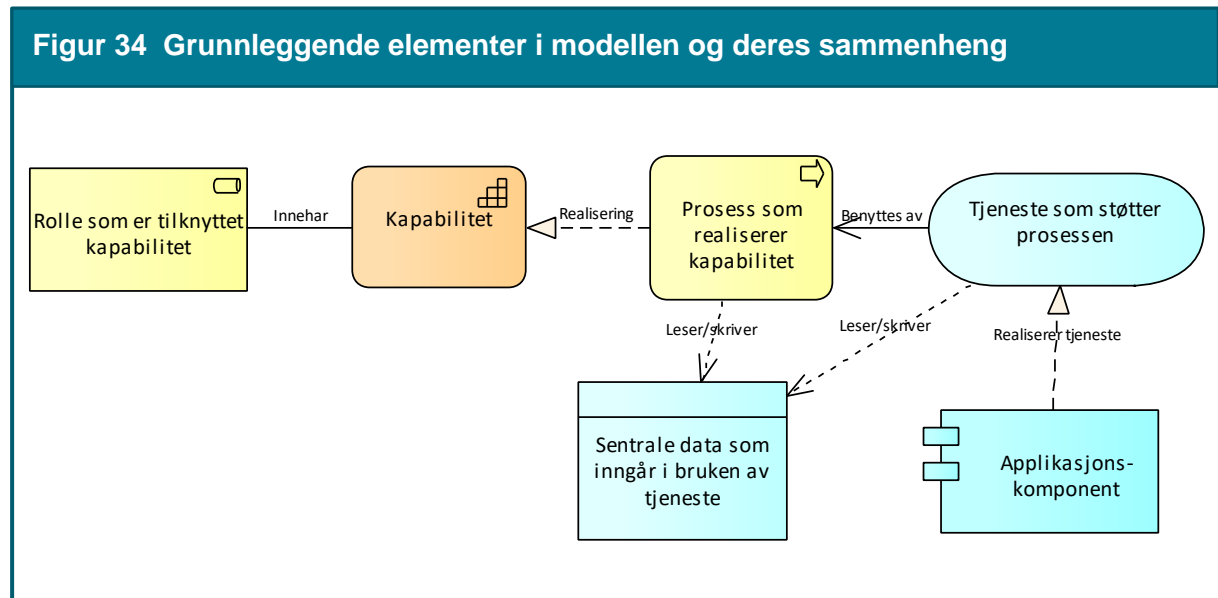 Figur 34 Grunnleggende elementer i modellen og deres sammenheng
Rolle som er tilknyttet
kapabilitet
Innehar
Kapabilitet
Realisering
Prosess som
realiserer
kapabilitet
Benyttes av
Tjeneste som støtter
prosessen
Leser/skriver
Leser/skriver
Realiserer tjeneste
Sentrale data som
inngår i bruken av
tjeneste
Applikasjons-
komponent